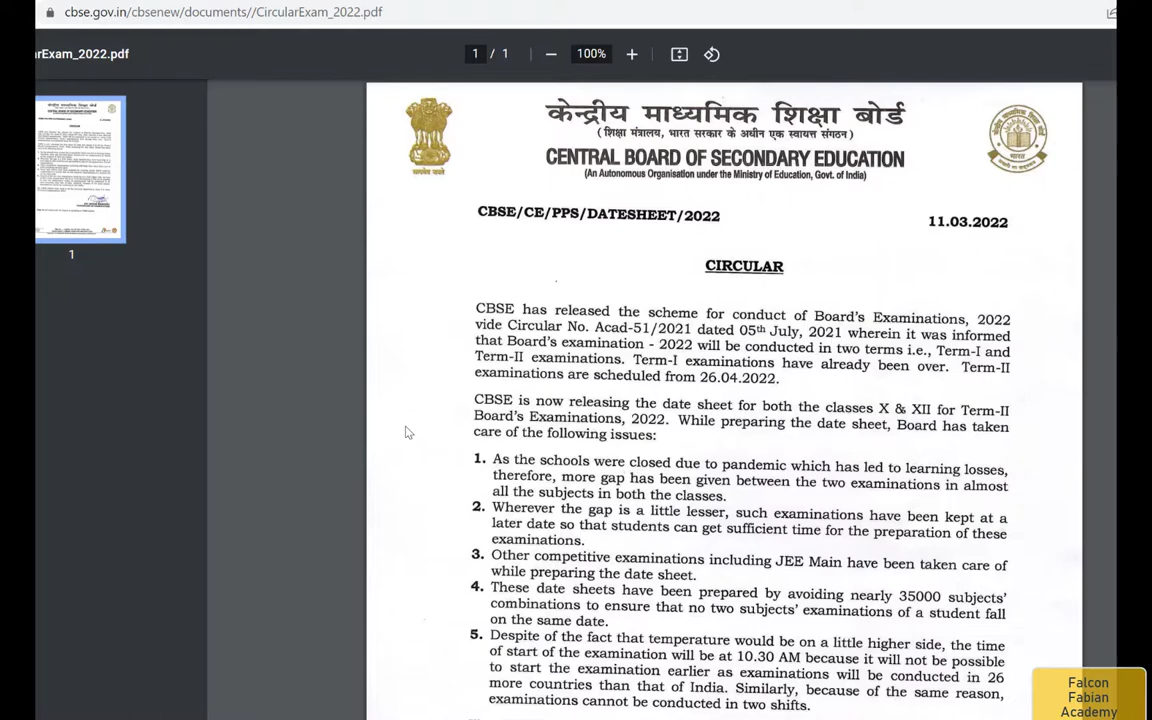 cbse.gov.in/cbsenew/documents//CircularExam_2022.pdf
rExam_2022.pdf
1 / 1
100%
केन्द्रीय माध्यमिक शिक्षा बोर्ड
(शिक्षा मंत्रालय, भारत सरकार के अधीन एक स्वायत्त संगठन)
CENTRAL BOARD OF SECONDARY EDUCATION
(An Autonomous Organisation under the Ministry of Education, Govt. of India)
सत्यमेव जयते
भारत
CBSE/CE/PPS/DATESHEET/2022 11.03.2022
1
CIRCULAR
CBSE has released the scheme for conduct of Board's Examinations, 2022
vide Circular No. Acad-51/2021 dated 05th July, 2021 wherein it was informed
that Board's examination - 2022 will be conducted in two terms i.e., Term-I and
Term-II examinations. Term-I examinations have already been over. Term-II
examinations are scheduled from 26.04.2022.
CBSE is now releasing the date sheet for both the classes X & XII for Term-II
Board's Examinations, 2022. While preparing the date sheet, Board has taken
care of the following issues:
1. As the schools were closed due to pandemic which has led to learning losses,
therefore, more gap has been given between the two examinations in almost
all the subjects in both the classes.
2. Wherever the gap is a little lesser, such examinations have been kept at a
later date so that students can get sufficient time for the preparation of these
examinations.
3. Other competitive examinations including JEE Main have been taken care of
while preparing the date sheet.
4. These date sheets have been prepared by avoiding nearly 35000 subjects'
combinations to ensure that no two subjects' examinations of a student fall
on the same date.
5. Despite of the fact that temperature would be on a little higher side, the time
of start of the examination will be at 10.30 AM because it will not be possible
to start the examination earlier as examinations will be conducted in 26
more countries than that of India. Similarly, because of the same reason,
examinations cannot be conducted in two shifts.
Falcon
Fabian
Academy